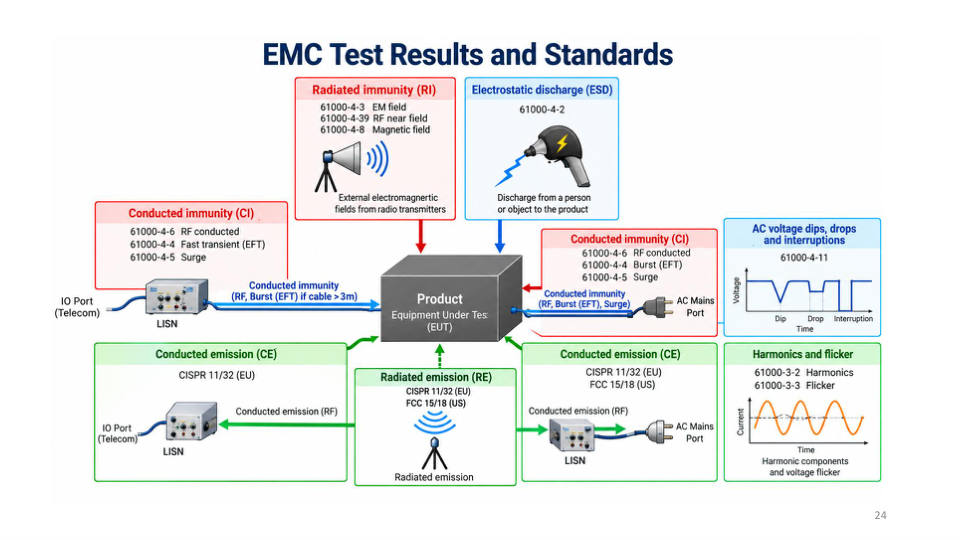 EMC Test Results and Standards
Radiated immunity (RI)
61000-4-3 EM field
61000-4-39 RF near field
61000-4-8 Magnetic field
External electromagnertic
fields from radio transmitters
Electrostatic discharge (ESD)
61000-4-2
Discharge from a person
or object to the product
Conducted immunity (CI)
61000-4-6 RF conducted
61000-4-4 Fast transient (EFT)
61000-4-5 Surge
IO Port
(Telecom)
LISN
Conducted immunity
(RF, Burst (EFT) if cable >3m)
Product
Equipment Under Tes:
(EUT)
Conducted immunity (CI)
61000-4-6 RF conducted
61000-4-4 Burst (EFT)
61000-4-5 Surge
Conducted immunity
(RF, Burst (EFT), Surge)
AC Mains
Port
AC voltage dips, drops
and interruptions
61000-4-11
Voltage
Dip Drop Interruption
Time
Conducted emission (CE)
CISPR 11/32 (EU)
Conducted emission (RF)
IO Port
(Telecom)
LISN
Radiated emission (RE)
CISPR 11/32 (EU)
FCC 15/18 (US)
Radiated emission
Conducted emission (CE)
CISPR 11/32 (EU)
FCC 15/18 (US)
Conducted emission (RF)
AC Mains
Port
LISN
Harmonics and flicker
61000-3-2 Harmonics
61000-3-3 Flicker
Current
Time
Harmonic components
and voltage flicker
24